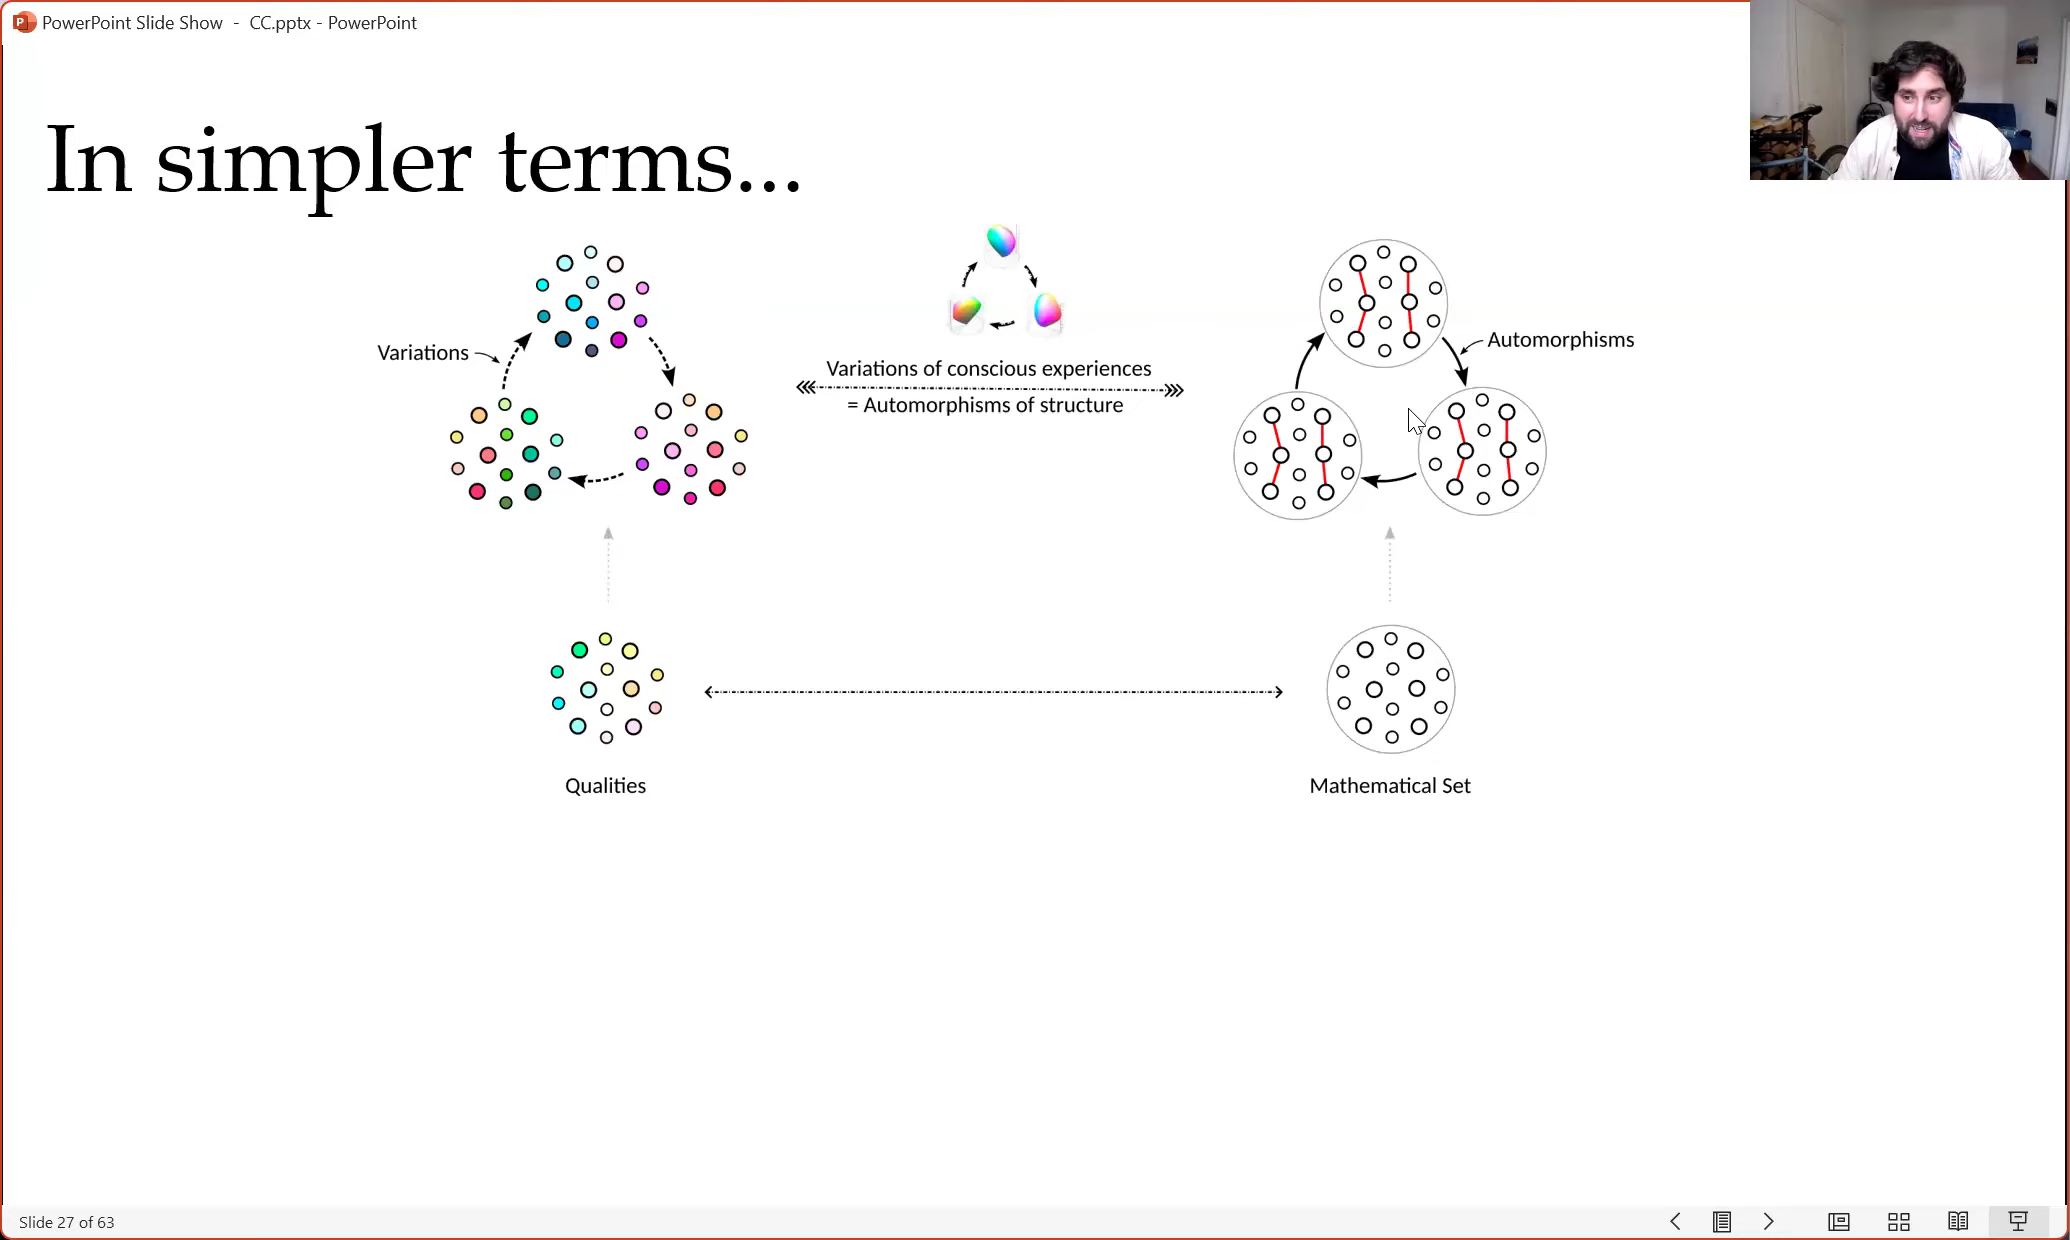 PowerPoint Slide Show - CC.pptx - PowerPoint
In simpler terms...
Variations
Variations of conscious experiences
= Automorphisms of structure
Automorphisms
Qualities
Mathematical Set
Slide 27 of 63